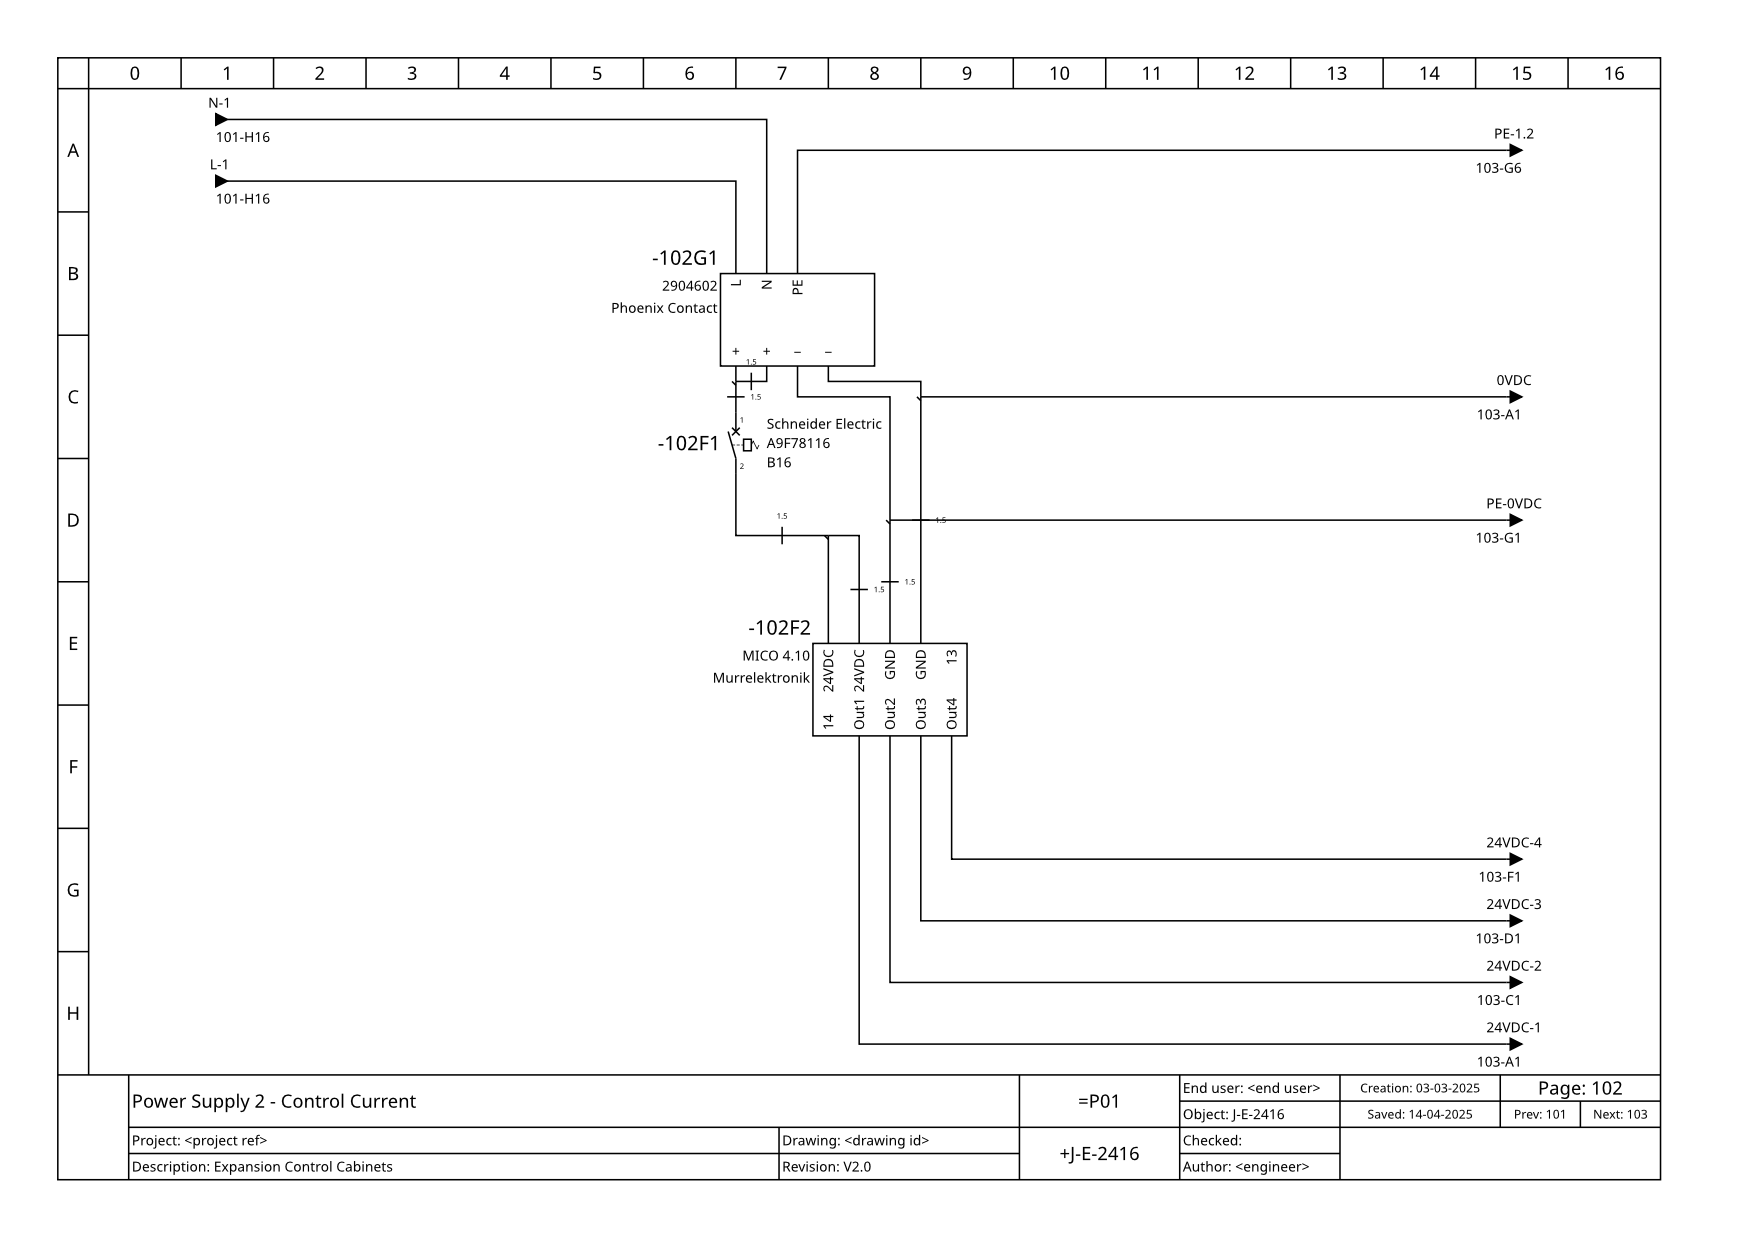 0 1 2 3 4 5 6 7 8 9 10 11 12 13 14 15 16
A
B
C
D
E
F
G
H
N-1
101-H16
L-1
101-H16
PE-1.2
103-G6
-102G1
2904602
Phoenix Contact
L N PE
+ + – –
1.5
1.5
0VDC
103-A1
1
-102F1
2
Schneider Electric
A9F78116
B16
PE-0VDC
103-G1
1.5
1.5
1.5
1.5
-102F2
MICO 4.10
Murrelektronik
24VDC 24VDC GND GND 13
14 Out1 Out2 Out3 Out4
24VDC-4
103-F1
24VDC-3
103-D1
24VDC-2
103-C1
24VDC-1
103-A1
Power Supply 2 - Control Current
Project: <project ref>
Description: Expansion Control Cabinets
Drawing: <drawing id>
Revision: V2.0
=P01
+J-E-2416
End user: <end user>
Object: J-E-2416
Checked:
Author: <engineer>
Creation: 03-03-2025
Saved: 14-04-2025
Page: 102
Prev: 101
Next: 103